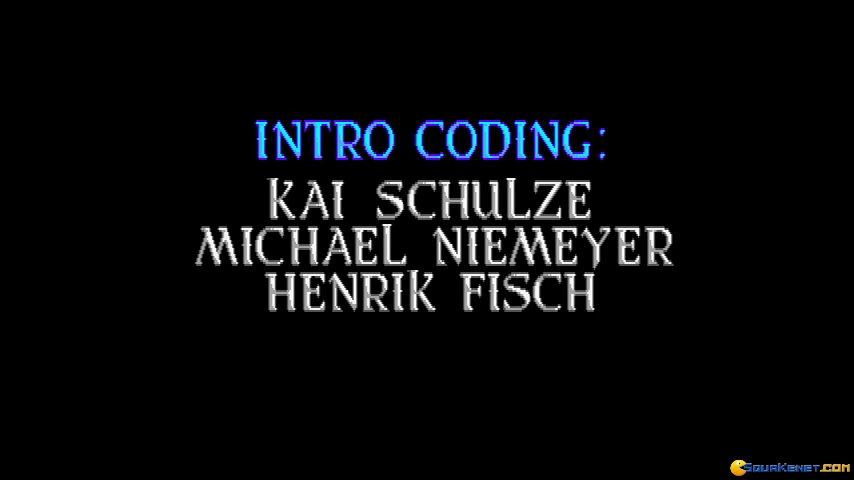 INTRO CODING:
KAI SCHULZE
MICHAEL NIEMEYER
HENRIK FISCH
SQUAKENET.COM